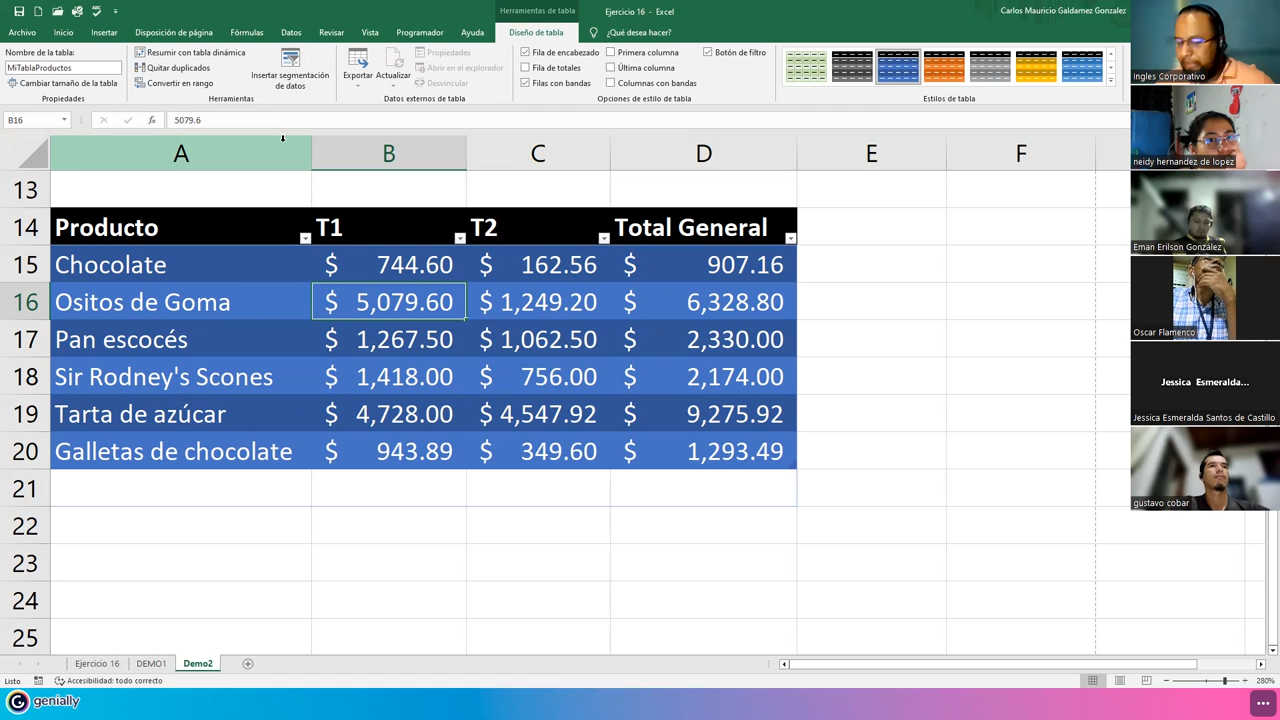 Herramientas de tabla
Ejercicio 16 - Excel
Carlos Mauricio Galdamez Gonzalez
Archivo Inicio Insertar Disposición de página Fórmulas Datos Revisar Vista Programador Ayuda Diseño de tabla ¿Qué desea hacer?
Nombre de la tabla:
MiTablaProductos
Cambiar tamaño de la tabla
Propiedades
Resumir con tabla dinámica
Quitar duplicados
Convertir en rango
Insertar segmentación
de datos
Herramientas
Exportar Actualizar
Propiedades
Abrir en el explorador
Desvincular
Datos externos de tabla
Fila de encabezado Primera columna Botón de filtro
Fila de totales Última columna
Filas con bandas Columnas con bandas
Opciones de estilo de tabla
Estilos de tabla
B16 fx 5079.6
A B C D E F
13
14 Producto T1 T2 Total General
15 Chocolate $ 744.60 $ 162.56 $ 907.16
16 Ositos de Goma $ 5,079.60 $ 1,249.20 $ 6,328.80
17 Pan escocés $ 1,267.50 $ 1,062.50 $ 2,330.00
18 Sir Rodney's Scones $ 1,418.00 $ 756.00 $ 2,174.00
19 Tarta de azúcar $ 4,728.00 $ 4,547.92 $ 9,275.92
20 Galletas de chocolate $ 943.89 $ 349.60 $ 1,293.49
21
22
23
24
25
Ejercicio 16 DEMO1 Demo2
Listo Accesibilidad: todo correcto 280%
genially
Ingles Corporativo
neidy hernandez de lopez
Eman Erilson González
Oscar Flamenco
Jessica Esmeralda...
Jessica Esmeralda Santos de Castillo
gustavo cobar